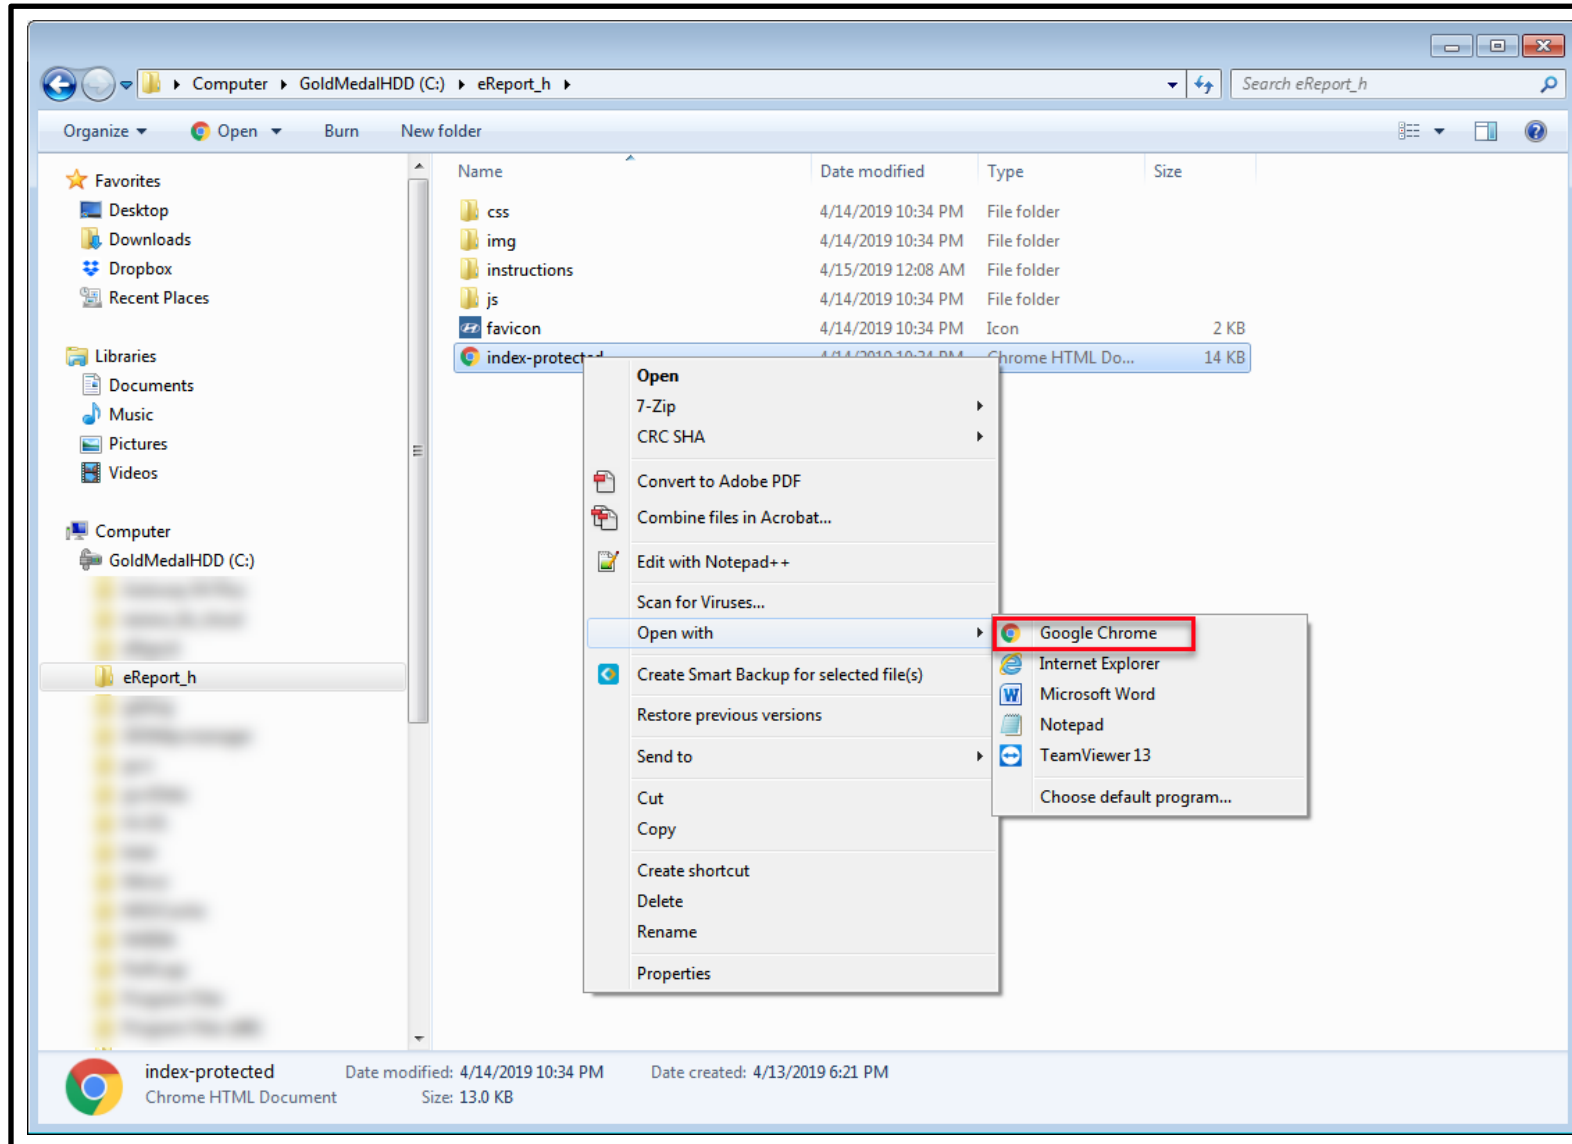 Computer GoldMedalHDD (C:) eReport_h
Search eReport_h
Organize Open Burn New folder
Favorites
Desktop
Downloads
Dropbox
Recent Places
Libraries
Documents
Music
Pictures
Videos
Computer
GoldMedalHDD (C:)
eReport_h
Name Date modified Type Size
css 4/14/2019 10:34 PM File folder
img 4/14/2019 10:34 PM File folder
instructions 4/15/2019 12:08 AM File folder
js 4/14/2019 10:34 PM File folder
favicon 4/14/2019 10:34 PM Icon 2 KB
index-protected 4/14/2019 10:34 PM Chrome HTML Do... 14 KB
Open
7-Zip
CRC SHA
Convert to Adobe PDF
Combine files in Acrobat...
Edit with Notepad++
Scan for Viruses...
Open with
Create Smart Backup for selected file(s)
Restore previous versions
Send to
Cut
Copy
Create shortcut
Delete
Rename
Properties
Google Chrome
Internet Explorer
Microsoft Word
Notepad
TeamViewer 13
Choose default program...
index-protected Date modified: 4/14/2019 10:34 PM Date created: 4/13/2019 6:21 PM
Chrome HTML Document Size: 13.0 KB